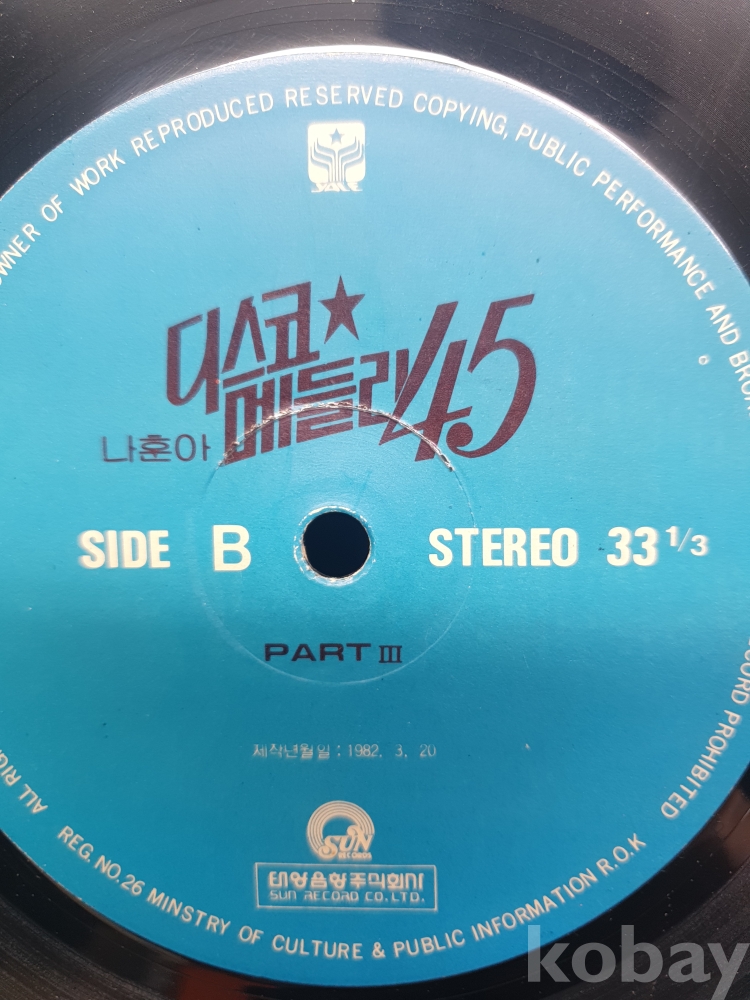 OWNER OF WORK REPRODUCED RESERVED COPYING, PUBLIC PERFORMANCE AND
디스코★
메들리45
나훈아
SIDE B
STEREO 33 1/3
PART III
제작년월일 : 1982. 3. 20
SUN
RECORDS
태양음향주식회사
SUN RECORD CO.LTD.
PROHIBITED
ALL
REG. NO.26 MINSTRY OF CULTURE & PUBLIC INFORMATION R.O.K
kobay